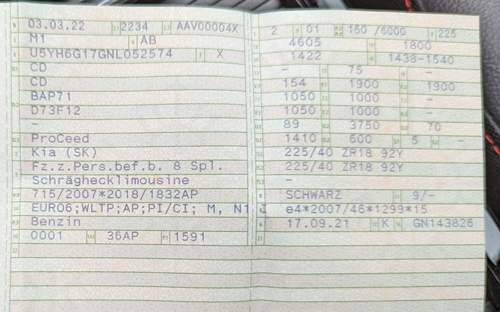 03.03.22 2234 AAV00004X
M1 AB
U5YH6G17GNL052574 X
CD
CD
BAP71
D73F12
-
ProCeed
Kia (SK)
Fz.z.Pers.bef.b. 8 Spl.
Schräghecklimousine
715/2007*2018/1832AP
EURO6;WLTP;AP;PI/CI; M, N1 I
Benzin
0001 36AP 1591
2 01 150 /6000 225
4605 1800
1422 1438-1540
- 75 -
154 1900 1900
1050 1000 -
1050 1000 -
89 3750 70
1410 600 5 -
225/40 ZR18 92Y
225/40 ZR18 92Y
-
SCHWARZ 9/-
e4*2007/46*1299*15
17.09.21 K GN143826